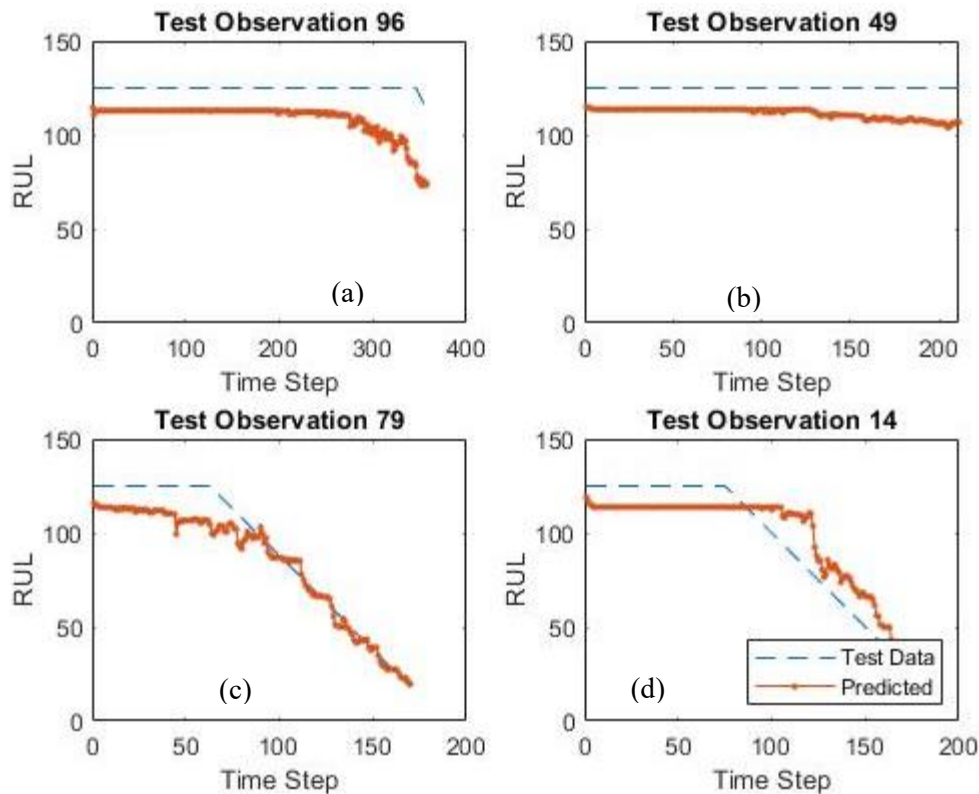 Test Observation 96
150
100
50
0
RUL
(a)
0 100 200 300 400
Time Step
Test Observation 49
150
100
50
0
RUL
(b)
0 50 100 150 200
Time Step
Test Observation 79
150
100
50
0
RUL
(c)
0 50 100 150 200
Time Step
Test Observation 14
150
100
50
0
RUL
(d)
Test Data
Predicted
0 50 100 150 200
Time Step